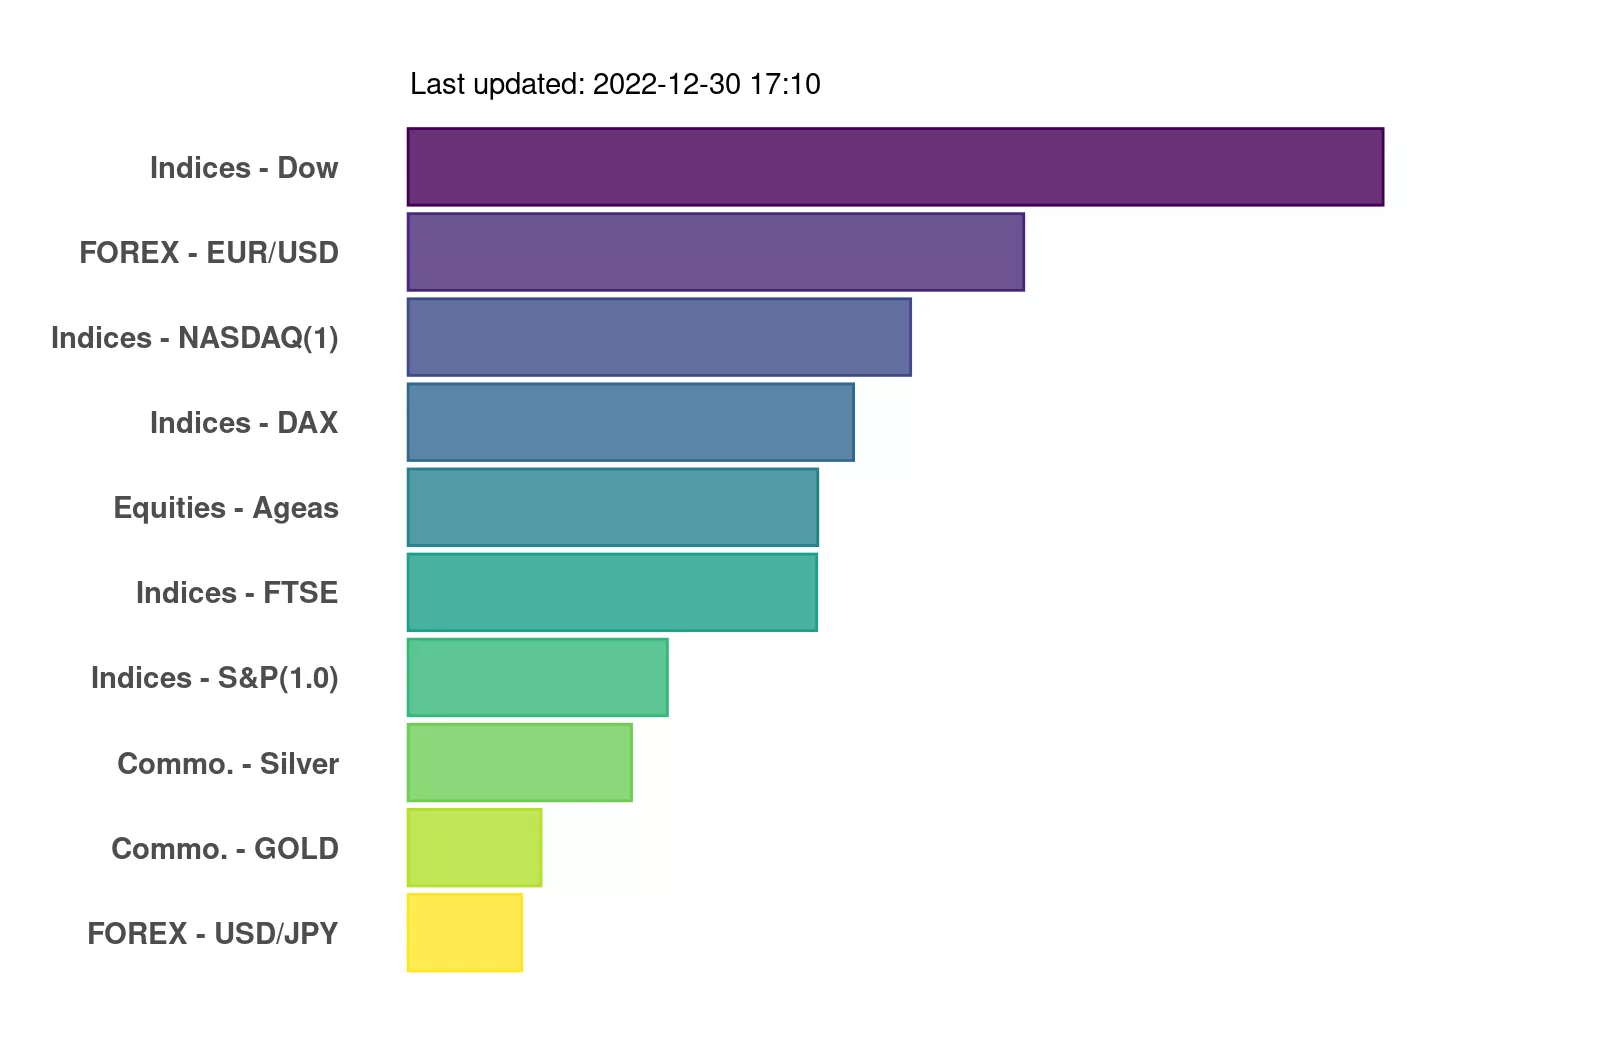 Last updated: 2022-12-30 17:10
Indices - Dow
FOREX - EUR/USD
Indices - NASDAQ(1)
Indices - DAX
Equities - Ageas
Indices - FTSE
Indices - S&P(1.0)
Commo. - Silver
Commo. - GOLD
FOREX - USD/JPY